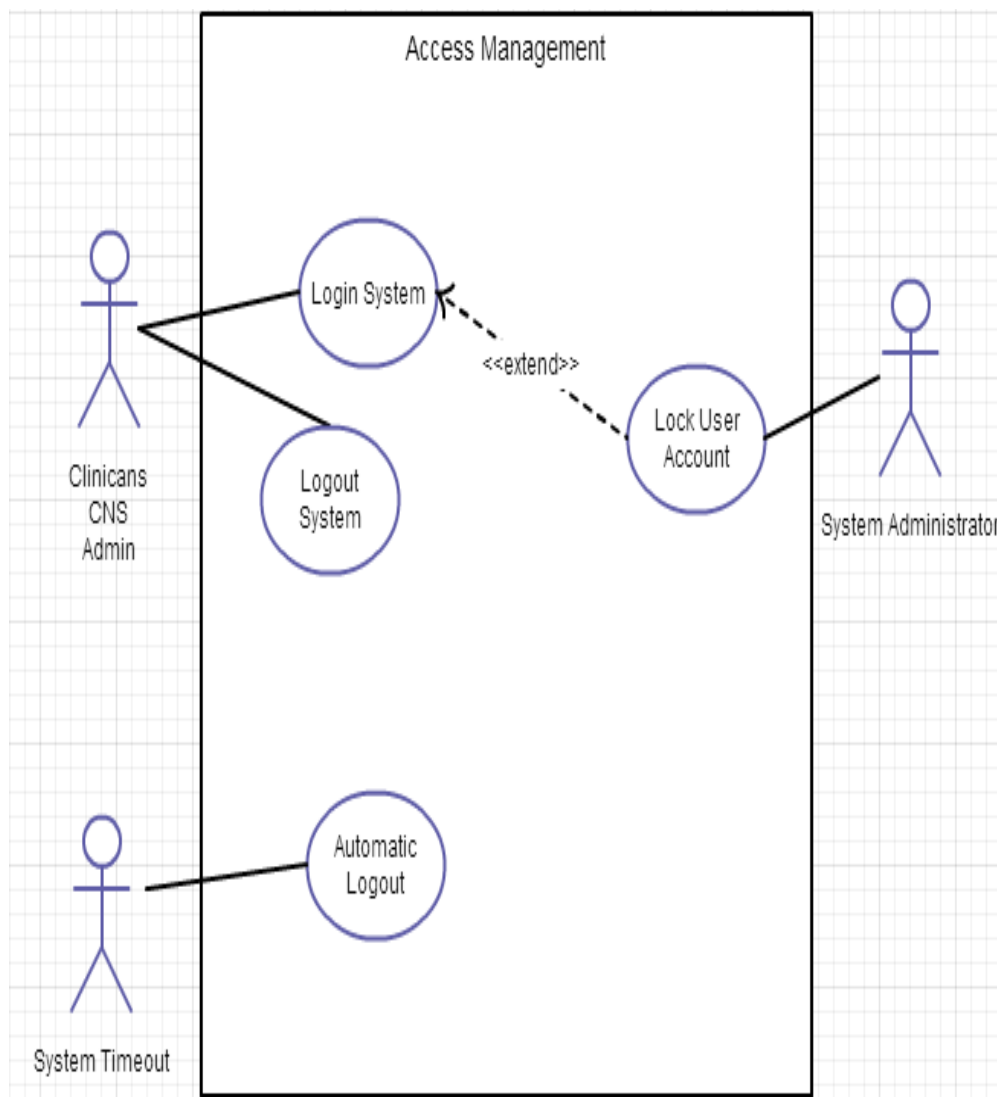 Access Management
Login System
<<extend>>
Lock User
Account
Logout
System
Clinicans
CNS
Admin
System Administrator
Automatic
Logout
System Timeout